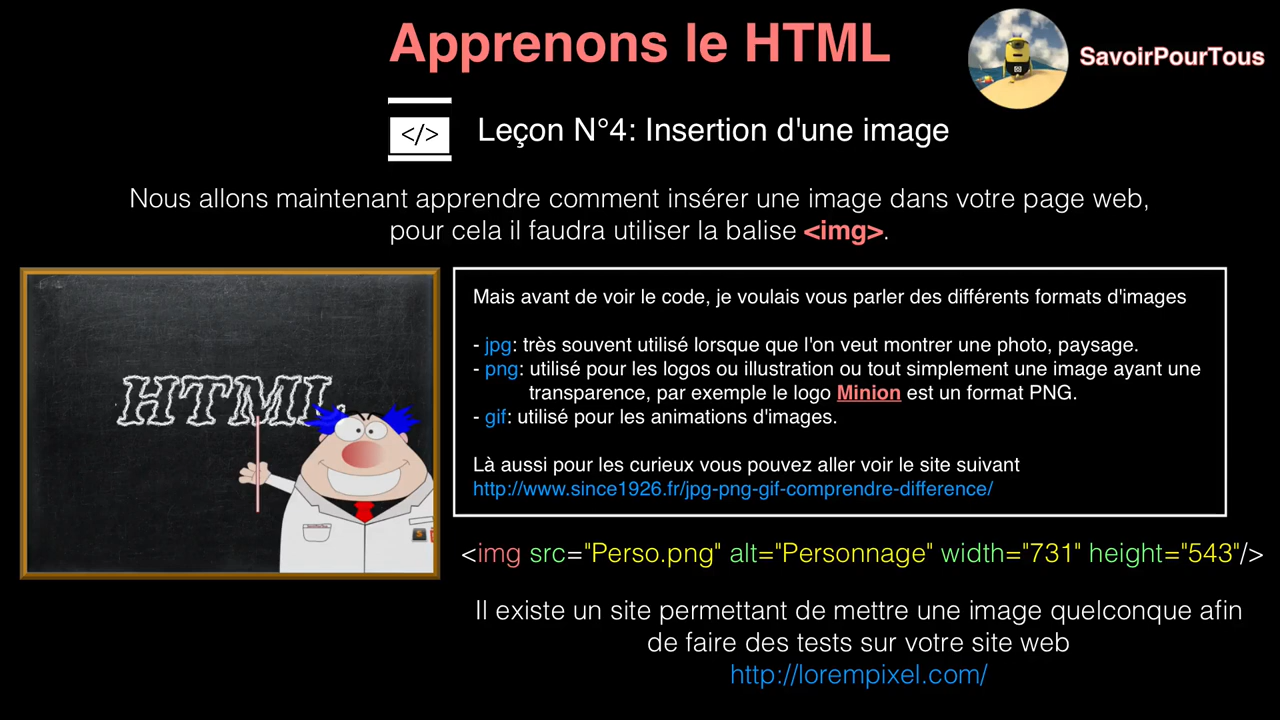 Apprenons le HTML
SavoirPourTous
</>
Leçon N°4: Insertion d'une image
Nous allons maintenant apprendre comment insérer une image dans votre page web,
pour cela il faudra utiliser la balise <img>.
HTML
Mais avant de voir le code, je voulais vous parler des différents formats d'images
- jpg: très souvent utilisé lorsque que l'on veut montrer une photo, paysage.
- png: utilisé pour les logos ou illustration ou tout simplement une image ayant une
transparence, par exemple le logo Minion est un format PNG.
- gif: utilisé pour les animations d'images.
Là aussi pour les curieux vous pouvez aller voir le site suivant
http://www.since1926.fr/jpg-png-gif-comprendre-difference/
<img src="Perso.png" alt="Personnage" width="731" height="543"/>
Il existe un site permettant de mettre une image quelconque afin
de faire des tests sur votre site web
http://lorempixel.com/